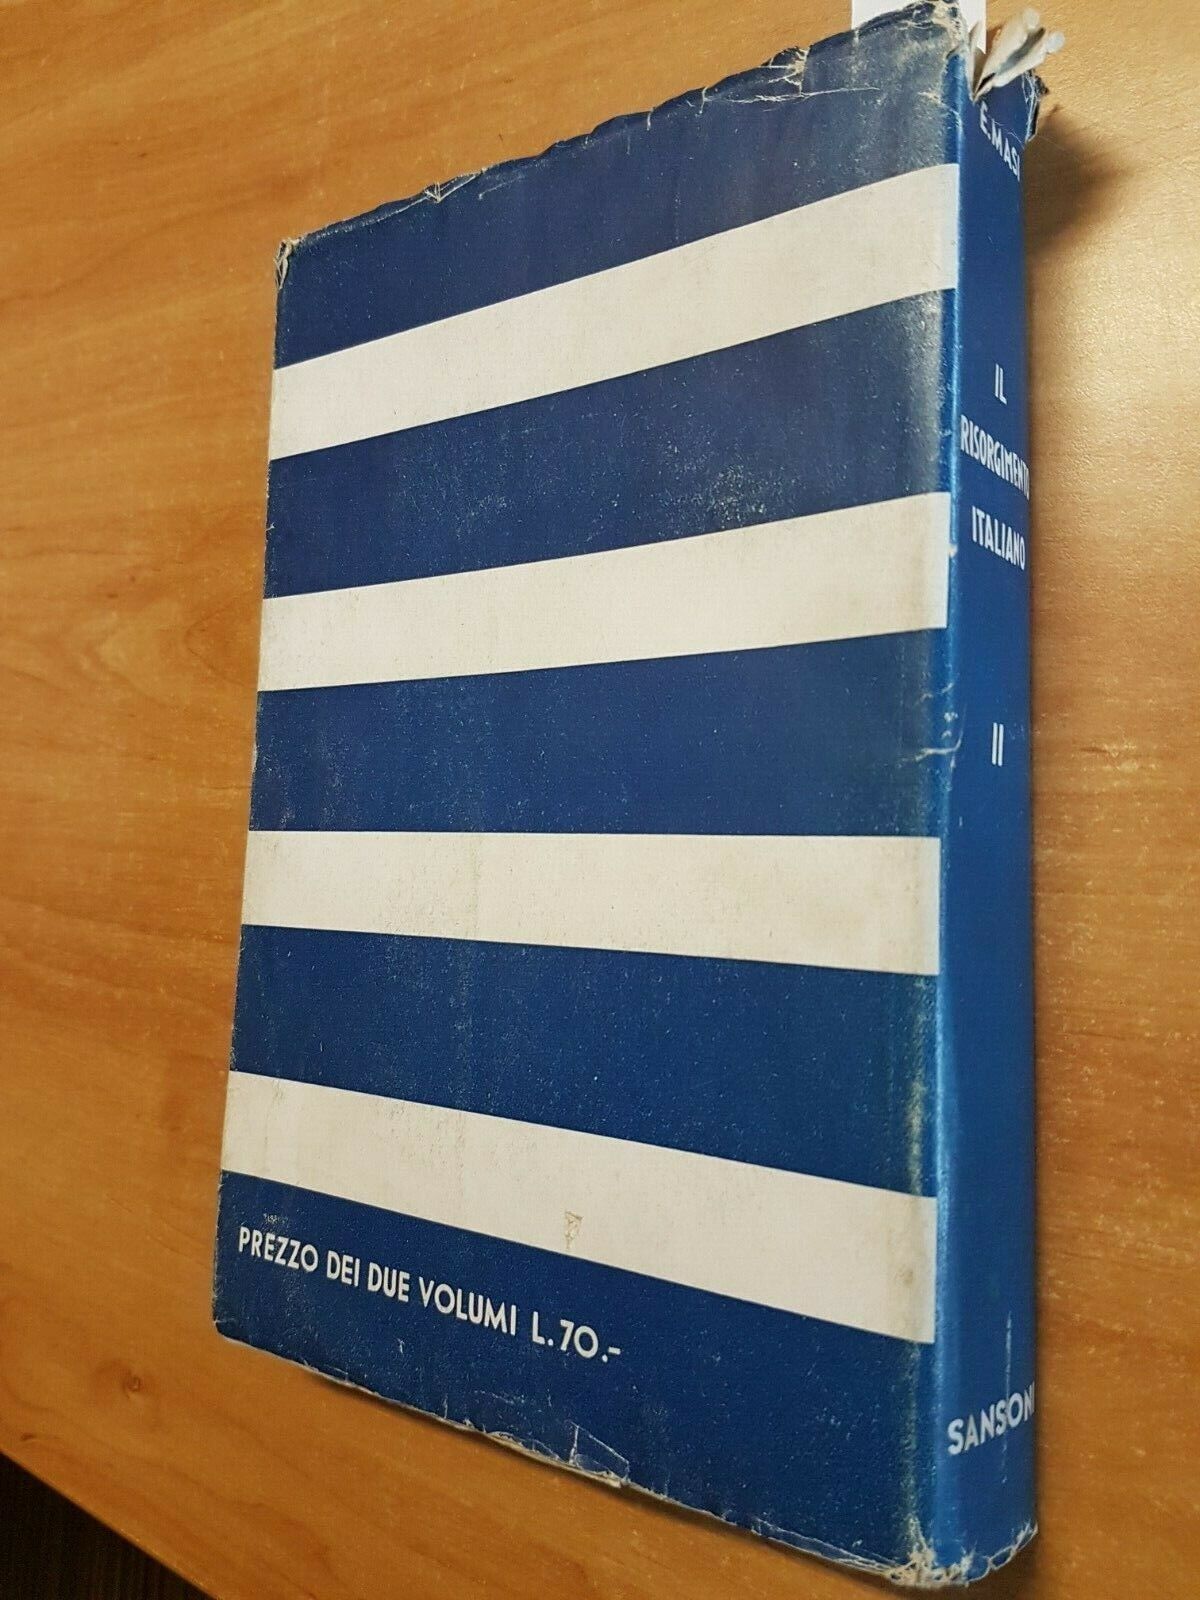 E. MASI
IL
RISORGIMENTO
ITALIANO
II
SANSONI
PREZZO DEI DUE VOLUMI L. 70.-